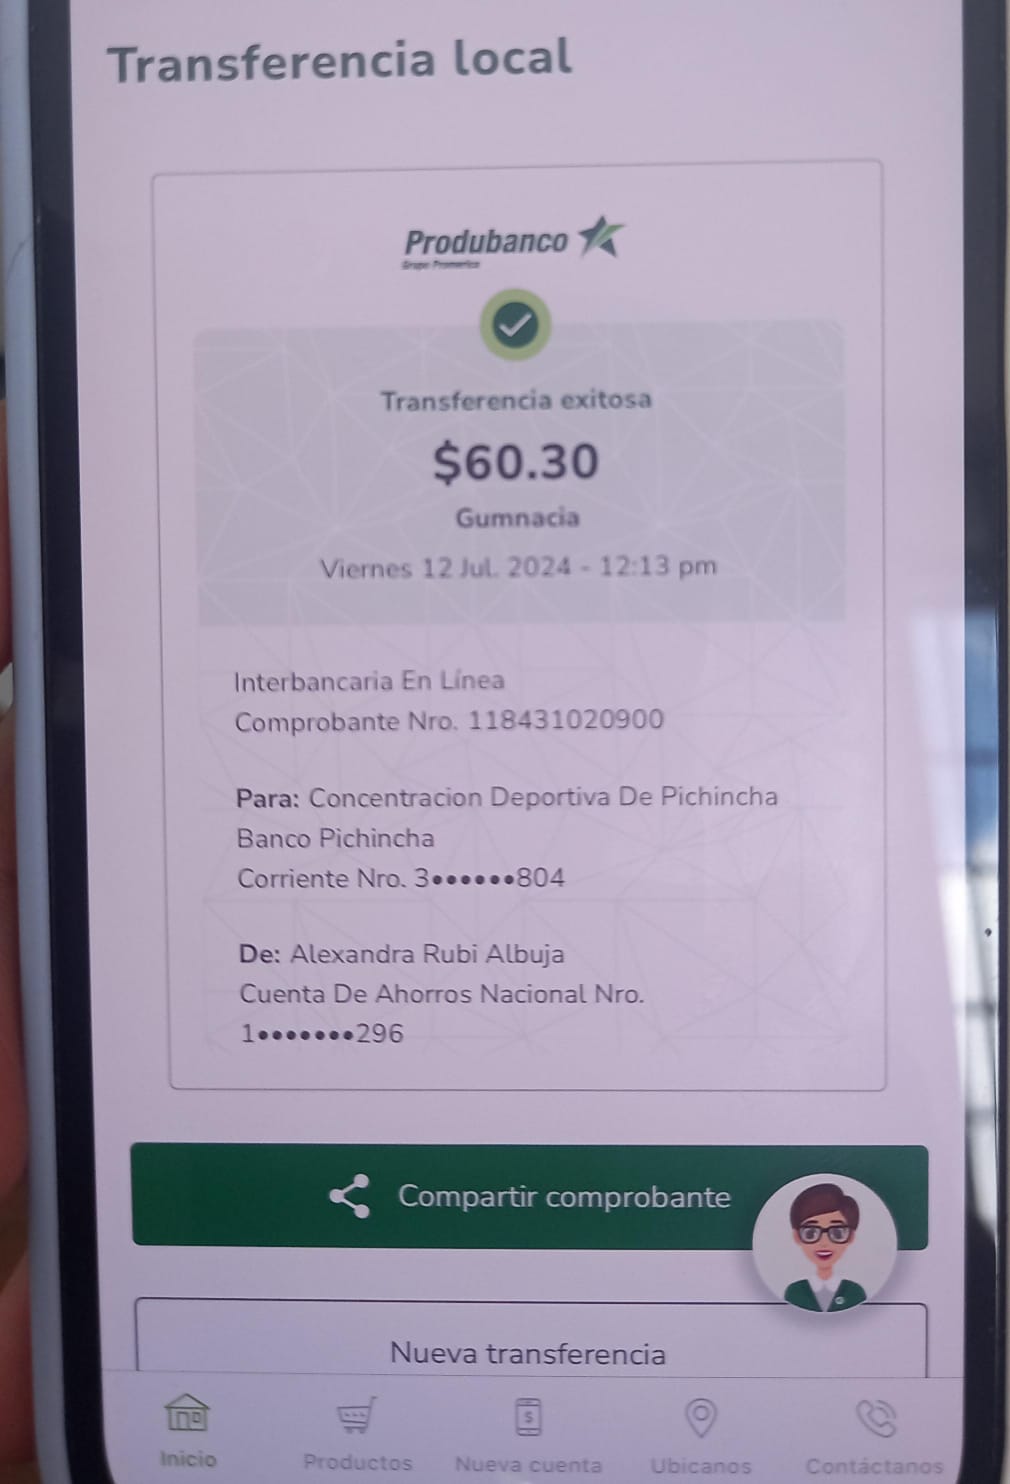 Transferencia local
Produbanco
Grupo Promerica
Transferencia exitosa
$60.30
Gumnacia
Viernes 12 Jul. 2024 - 12:13 pm
Interbancaria En Línea
Comprobante Nro. 118431020900
Para: Concentracion Deportiva De Pichincha
Banco Pichincha
Corriente Nro. 3••••••804
De: Alexandra Rubi Albuja
Cuenta De Ahorros Nacional Nro.
1•••••••296
Compartir comprobante
Nueva transferencia
Inicio
Productos
Nueva cuenta
Ubicanos
Contáctanos